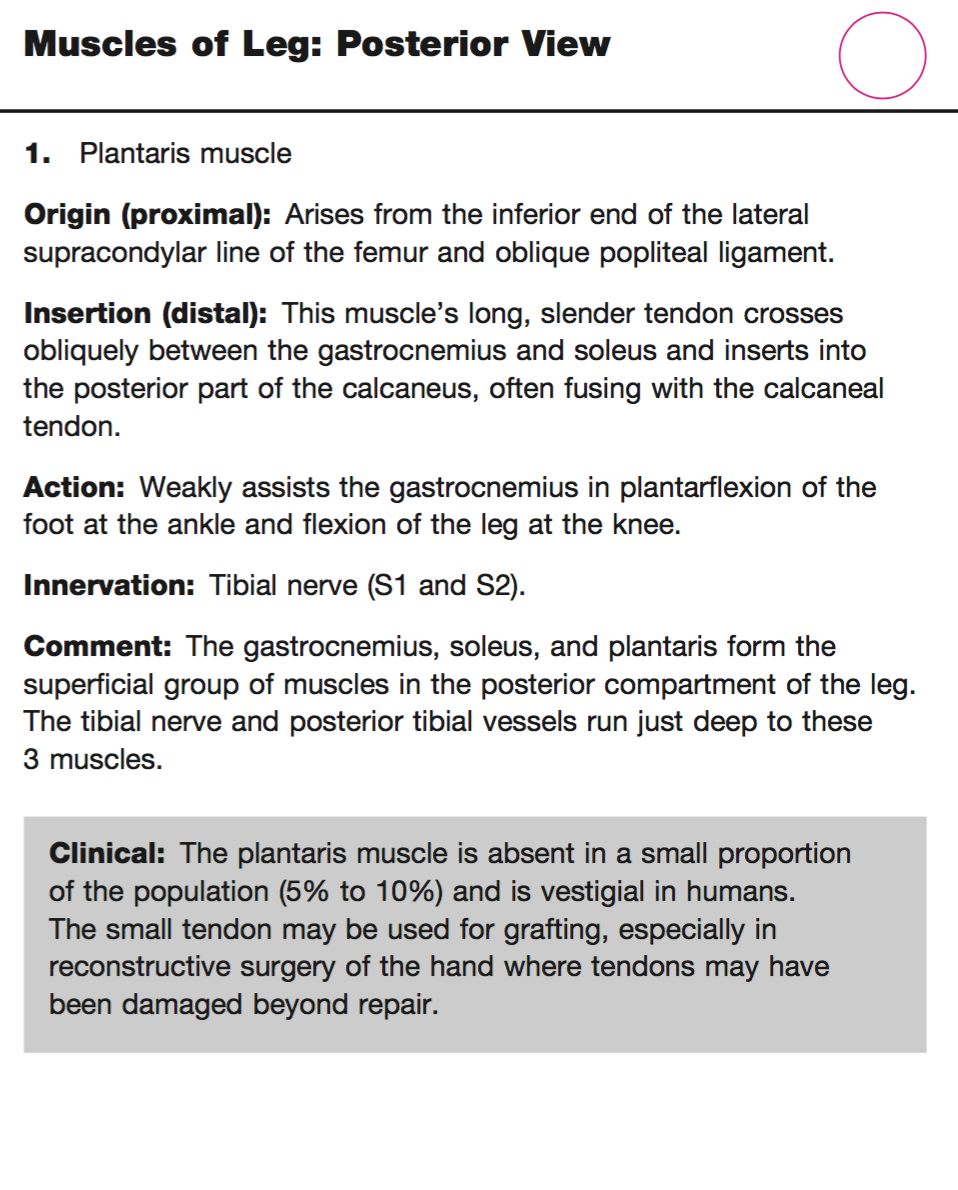 Muscles of Leg: Posterior View
1. Plantaris muscle
Origin (proximal): Arises from the inferior end of the lateral
supracondylar line of the femur and oblique popliteal ligament.
Insertion (distal): This muscle’s long, slender tendon crosses
obliquely between the gastrocnemius and soleus and inserts into
the posterior part of the calcaneus, often fusing with the calcaneal
tendon.
Action: Weakly assists the gastrocnemius in plantarflexion of the
foot at the ankle and flexion of the leg at the knee.
Innervation: Tibial nerve (S1 and S2).
Comment: The gastrocnemius, soleus, and plantaris form the
superficial group of muscles in the posterior compartment of the leg.
The tibial nerve and posterior tibial vessels run just deep to these
3 muscles.
Clinical: The plantaris muscle is absent in a small proportion
of the population (5% to 10%) and is vestigial in humans.
The small tendon may be used for grafting, especially in
reconstructive surgery of the hand where tendons may have
been damaged beyond repair.